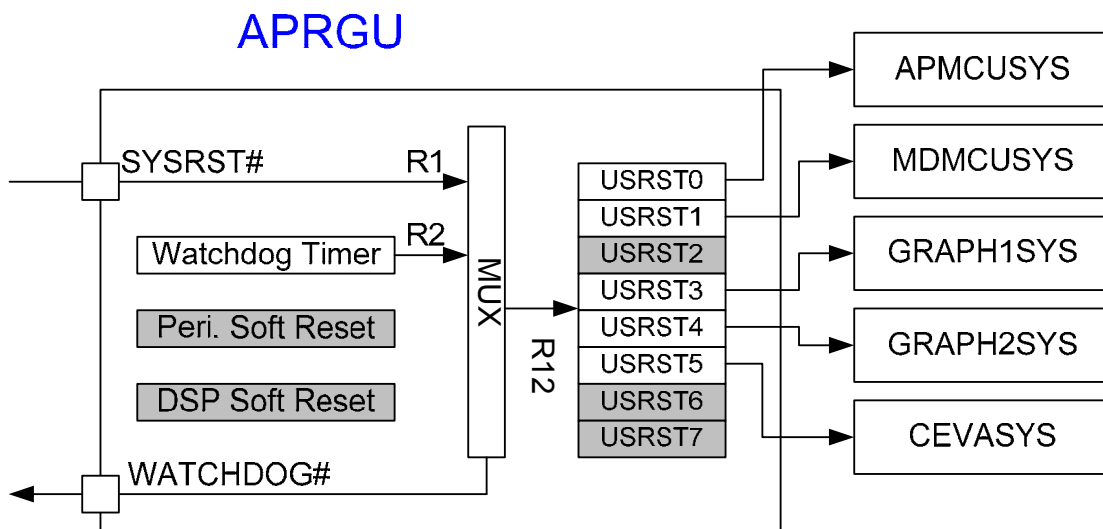 APRGU
APMCUSYS
MDMCUSYS
GRAPH1SYS
GRAPH2SYS
CEVASYS
SYSRST#
R1
Watchdog Timer
R2
Peri. Soft Reset
DSP Soft Reset
WATCHDOG#
MUX
R12
USRST0
USRST1
USRST2
USRST3
USRST4
USRST5
USRST6
USRST7